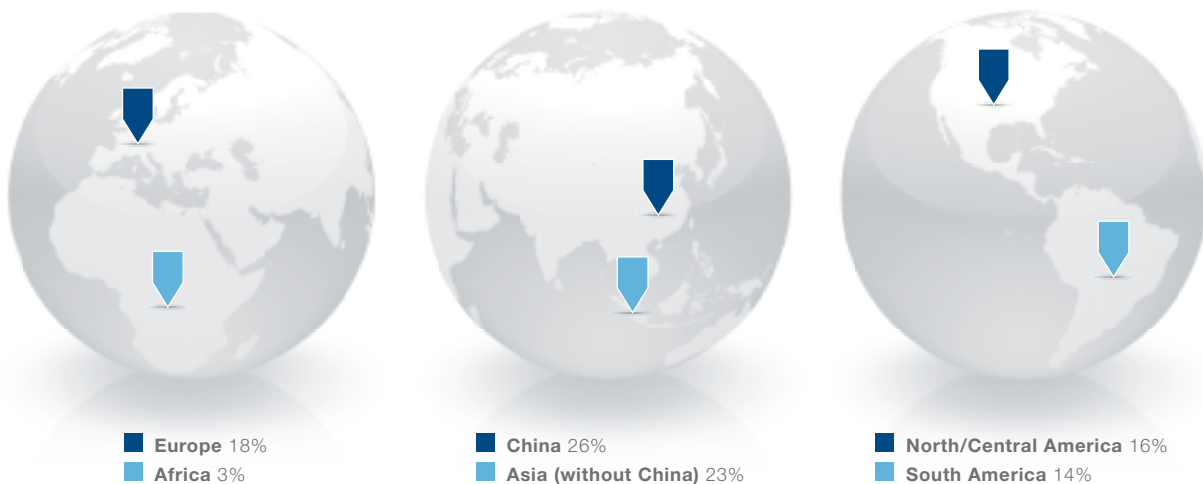 Europe 18%
Africa 3%
China 26%
Asia (without China) 23%
North/Central America 16%
South America 14%